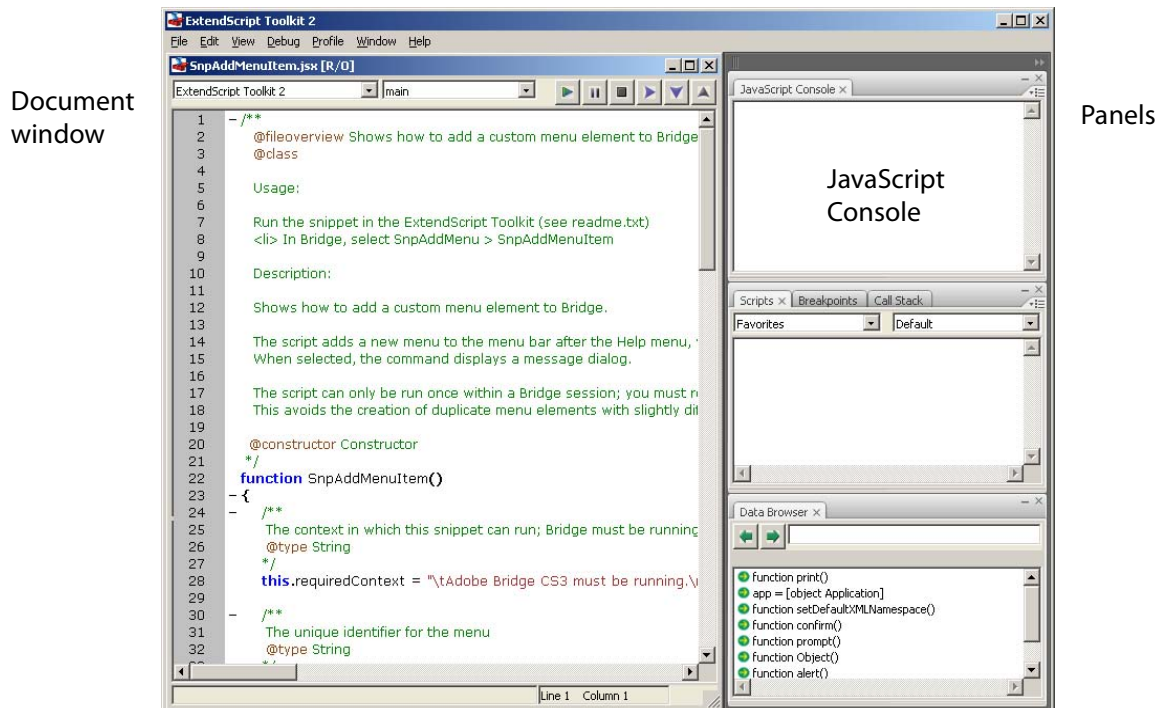 Document
window
ExtendScript Toolkit 2
File Edit View Debug Profile Window Help
SnpAddMenuItem.jsx [R/O]
ExtendScript Toolkit 2 main
1 /**
2 @fileoverview Shows how to add a custom menu element to Bridge
3 @class
4
5 Usage:
6
7 Run the snippet in the ExtendScript Toolkit (see readme.txt)
8 <li> In Bridge, select SnpAddMenu > SnpAddMenuItem
9
10 Description:
11
12 Shows how to add a custom menu element to Bridge.
13
14 The script adds a new menu to the menu bar after the Help menu,
15 When selected, the command displays a message dialog.
16
17 The script can only be run once within a Bridge session; you must
18 This avoids the creation of duplicate menu elements with slightly
19
20 @constructor Constructor
21 */
22 function SnpAddMenuItem()
23 {
24 /**
25 The context in which this snippet can run; Bridge must be running
26 @type String
27 */
28 this.requiredContext = "\tAdobe Bridge CS3 must be running.\
29
30 /**
31 The unique identifier for the menu
32 @type String
Line 1 Column 1
JavaScript Console
JavaScript
Console
Scripts Breakpoints Call Stack
Favorites Default
Data Browser
function print()
app = [object Application]
function setDefaultXMLNamespace()
function confirm()
function prompt()
function Object()
function alert()
Panels